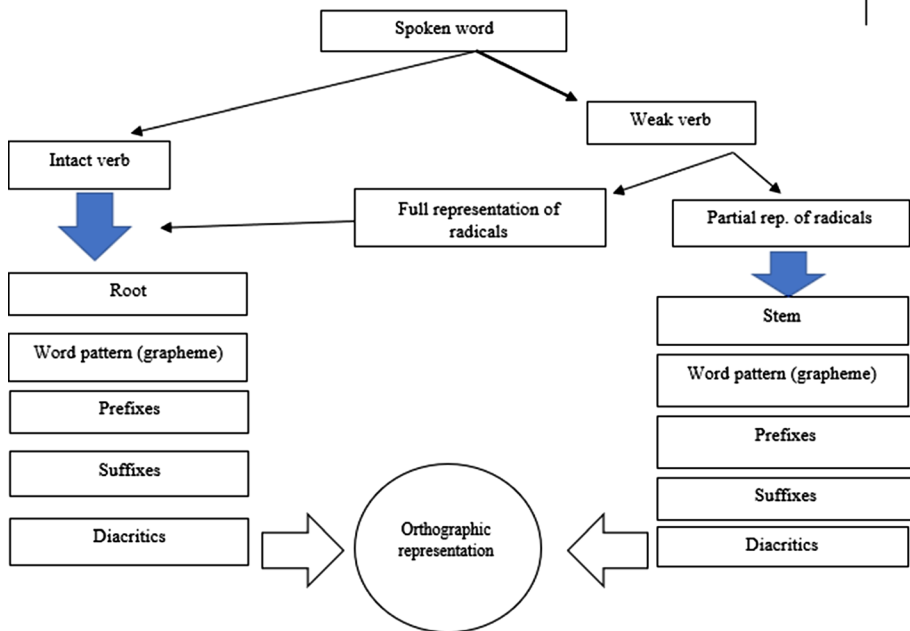 Spoken word
Weak verb
Intact verb
Full representation of
radicals
Partial rep. of radicals
Root
Word pattern (grapheme)
Prefixes
Suffixes
Diacritics
Stem
Word pattern (grapheme)
Prefixes
Suffixes
Diacritics
Orthographic
representation